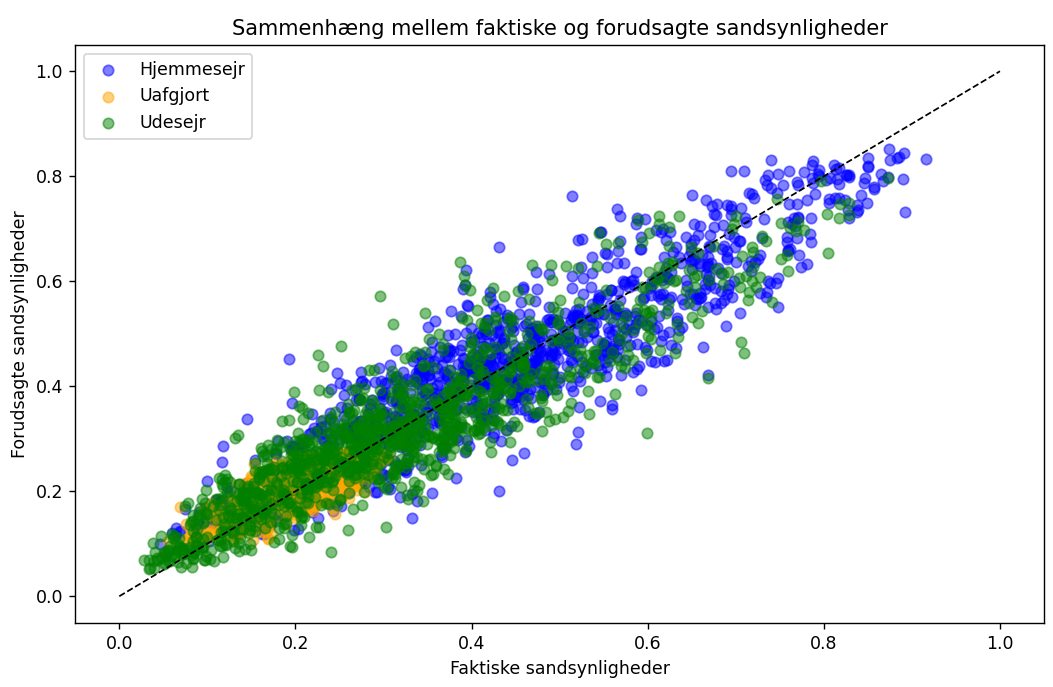 Sammenhæng mellem faktiske og forudsagte sandsynligheder
Hjemmesejr
Uafgjort
Udesejr
Forudsagte sandsynligheder
1.0
0.8
0.6
0.4
0.2
0.0
0.0 0.2 0.4 0.6 0.8 1.0
Faktiske sandsynligheder